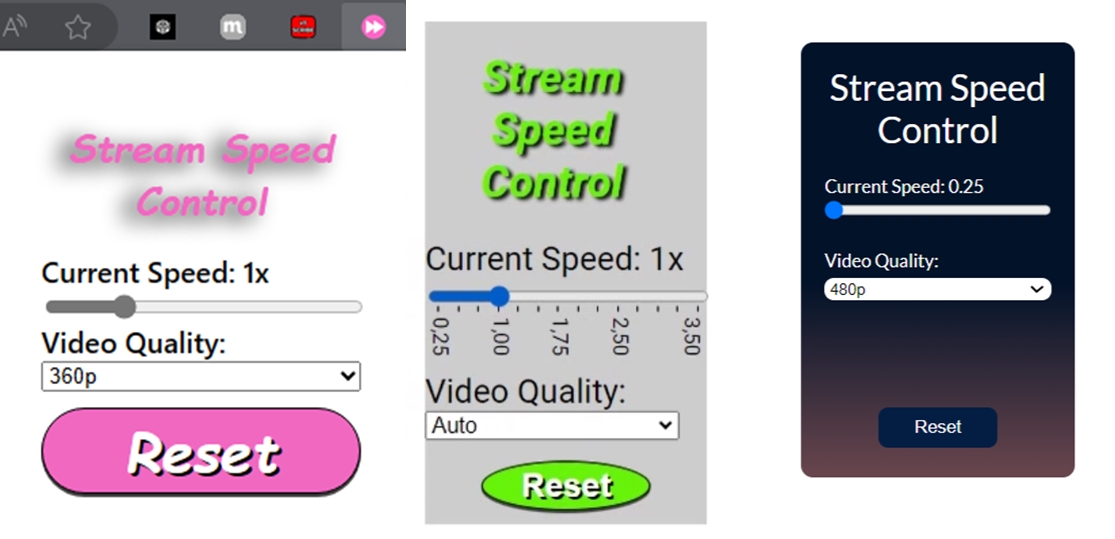 A
m
Stream Speed
Control
Current Speed: 1x
Video Quality:
360p
Reset
Stream
Speed
Control
Current Speed: 1x
0,25 1,00 1,75 2,50 3,50
Video Quality:
Auto
Reset
Stream Speed
Control
Current Speed: 0.25
Video Quality:
480p
Reset